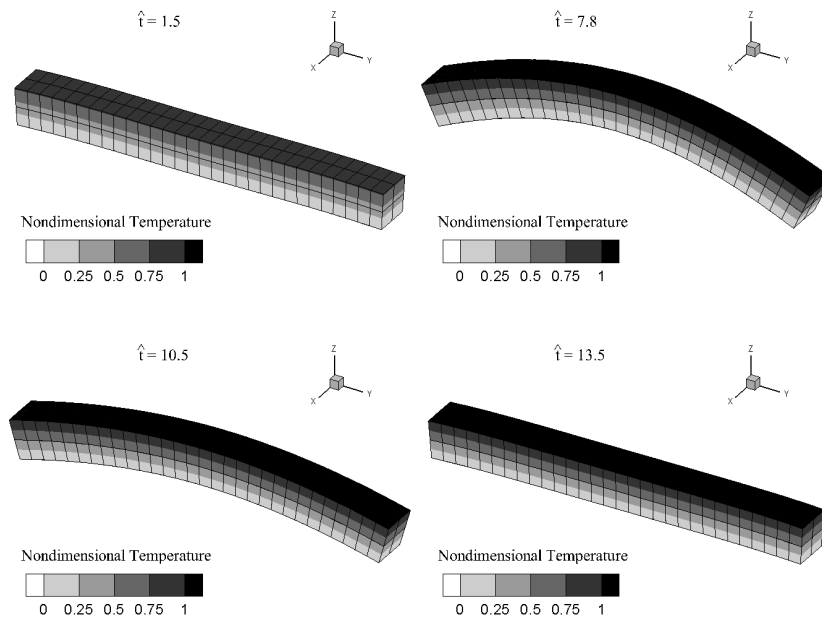 t̂ = 1.5
Z
X
Y
Nondimensional Temperature
0 0.25 0.5 0.75 1
t̂ = 7.8
Z
X
Y
Nondimensional Temperature
0 0.25 0.5 0.75 1
t̂ = 10.5
Z
X
Y
Nondimensional Temperature
0 0.25 0.5 0.75 1
t̂ = 13.5
Z
X
Y
Nondimensional Temperature
0 0.25 0.5 0.75 1